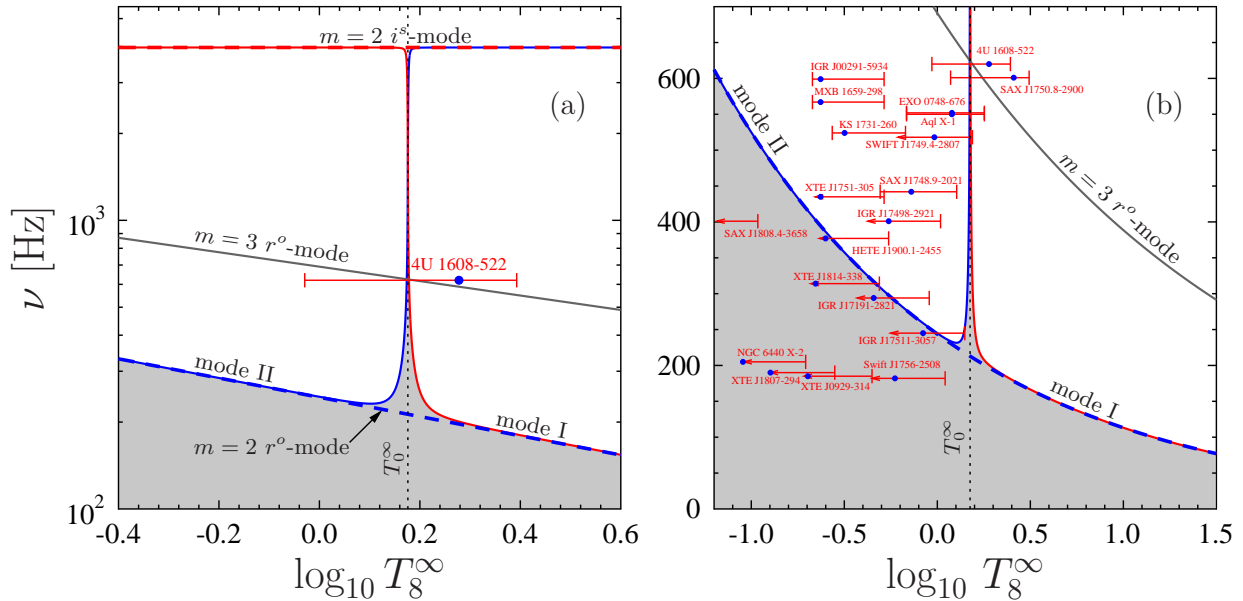 m = 2 i^s-mode
(a)
10^3
ν [Hz]
m = 3 r^o-mode
4U 1608-522
mode II
mode I
m = 2 r^o-mode
T_0^∞
10^2
-0.4
-0.2
0.0
0.2
0.4
0.6
log10 T_8^∞
4U 1608-522
IGR J00291-5934
SAX J1750.8-2900
MXB 1659-298
(b)
EXO 0748-676
Aql X-1
KS 1731-260
SWIFT J1749.4-2807
mode II
m = 3 r^o-mode
XTE J1751-305
SAX J1748.9-2021
IGR J17498-2921
SAX J1808.4-3658
HETE J1900.1-2455
XTE J1814-338
IGR J17191-2821
IGR J17511-3057
NGC 6440 X-2
Swift J1756-2508
XTE J1807-294
XTE J0929-314
mode I
T_0^∞
600
400
200
0
-1.0
-0.5
0.0
0.5
1.0
1.5
log10 T_8^∞